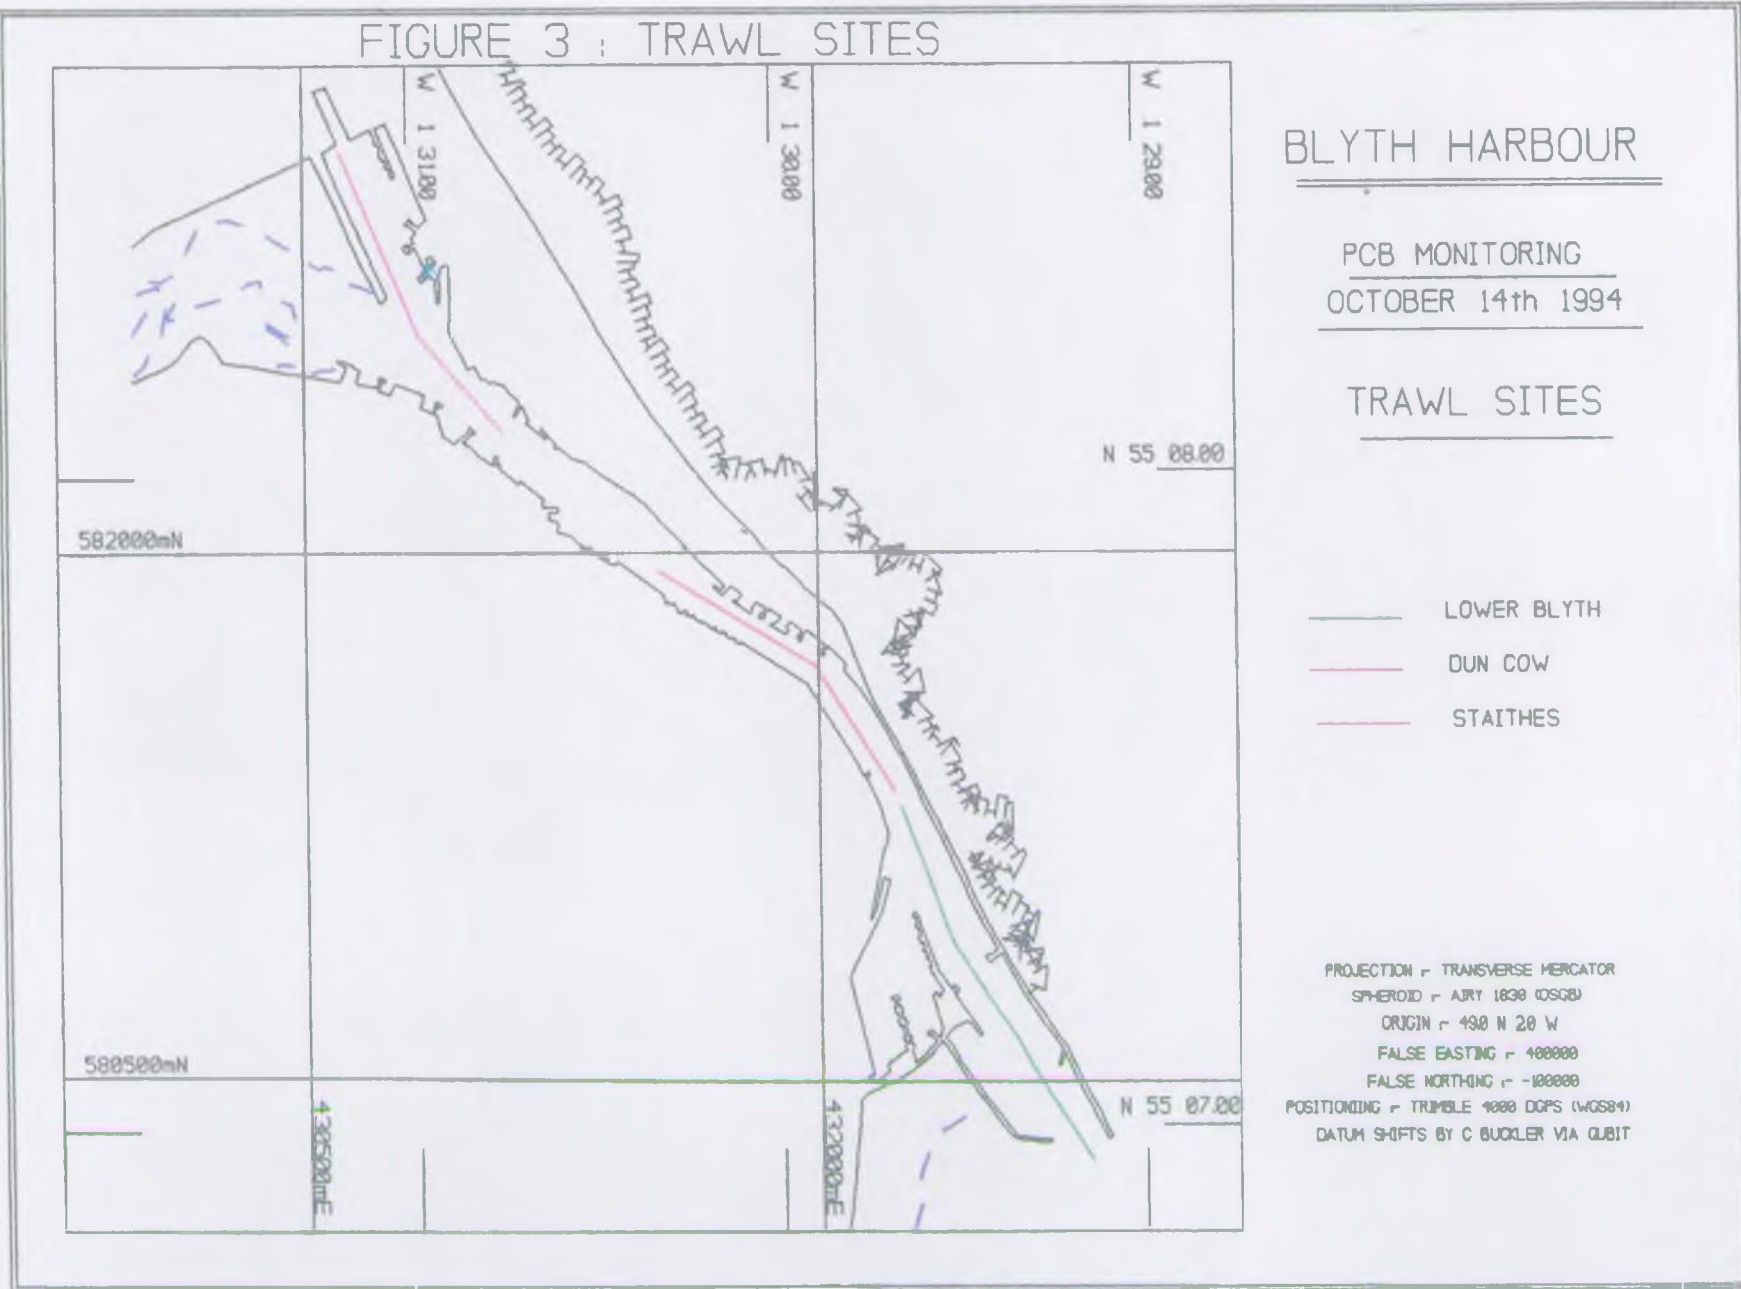 FIGURE 3 : TRAWL SITES
W 1 31.00
W 1 30.00
W 1 29.00
BLYTH HARBOUR
PCB MONITORING
OCTOBER 14th 1994
TRAWL SITES
N 55 08.00
582000mN
LOWER BLYTH
DUN COW
STAITHES
PROJECTION :- TRANSVERSE MERCATOR
SPHEROID :- AIRY 1830 (OSGB)
ORIGIN :- 49.0 N 2.0 W
FALSE EASTING :- 400000
FALSE NORTHING :- -100000
POSITIONING :- TRIMBLE 4000 DGPS (WGS84)
DATUM SHIFTS BY C BUCKLER VIA QUBIT
580500mN
N 55 07.00
430500mE
432000mE